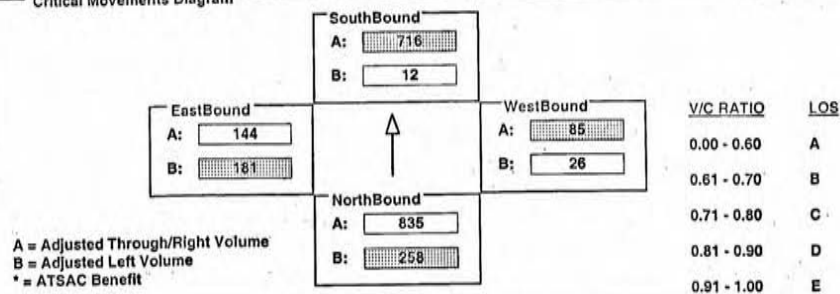 Critical Movements Diagram
SouthBound
A: 716
B: 12
EastBound
A: 144
B: 181
WestBound
A: 85
B: 26
NorthBound
A: 835
B: 258
A = Adjusted Through/Right Volume
B = Adjusted Left Volume
* = ATSAC Benefit
V/C RATIO LOS
0.00 - 0.60 A
0.61 - 0.70 B
0.71 - 0.80 C
0.81 - 0.90 D
0.91 - 1.00 E